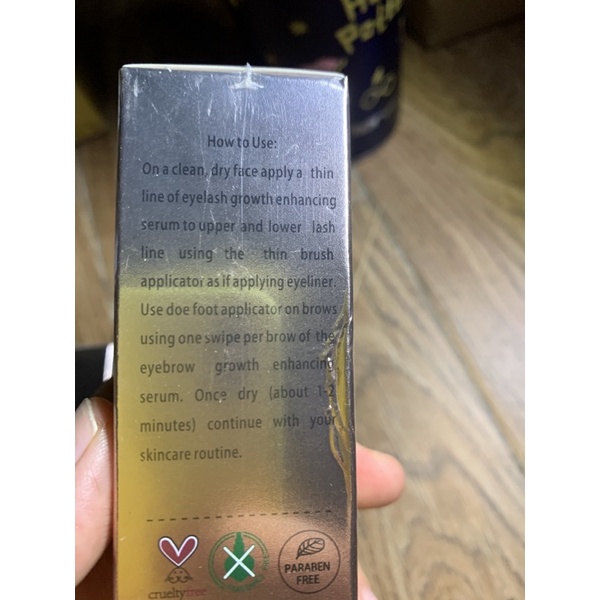 How to Use:
On a clean, dry face apply a thin
line of eyelash growth enhancing
serum to upper and lower lash
line using the thin brush
applicator as if applying eyeliner.
Use doe foot applicator on brows
using one swipe per brow of the
eyebrow growth enhancing
serum. Once dry (about 1-2
minutes) continue with your
skincare routine.
PARABEN
FREE
crueltyfree